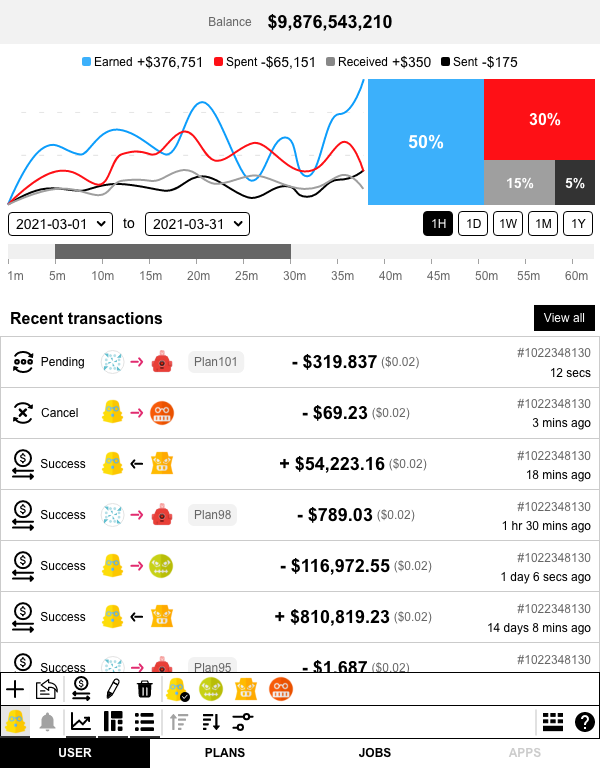 Balance $9,876,543,210
Earned +$376,751 Spent -$65,151 Received +$350 Sent -$175
50%
30%
15%
5%
2021-03-01 to 2021-03-31 1H 1D 1W 1M 1Y
1m 5m 10m 15m 20m 30m 35m 40m 45m 50m 55m 60m
Recent transactions View all
Pending Plan101 - $319.837 ($0.02) #1022348130
12 secs
Cancel - $69.23 ($0.02) #1022348130
3 mins ago
Success + $54,223.16 ($0.02) #1022348130
18 mins ago
Success Plan98 - $789.03 ($0.02) #1022348130
1 hr 30 mins ago
Success - $116,972.55 ($0.02) #1022348130
1 day 6 secs ago
Success + $810,819.23 ($0.02) #1022348130
14 days 8 mins ago
Success Plan95 - $1.687 ($0.02) #1022348130
USER PLANS JOBS APPS